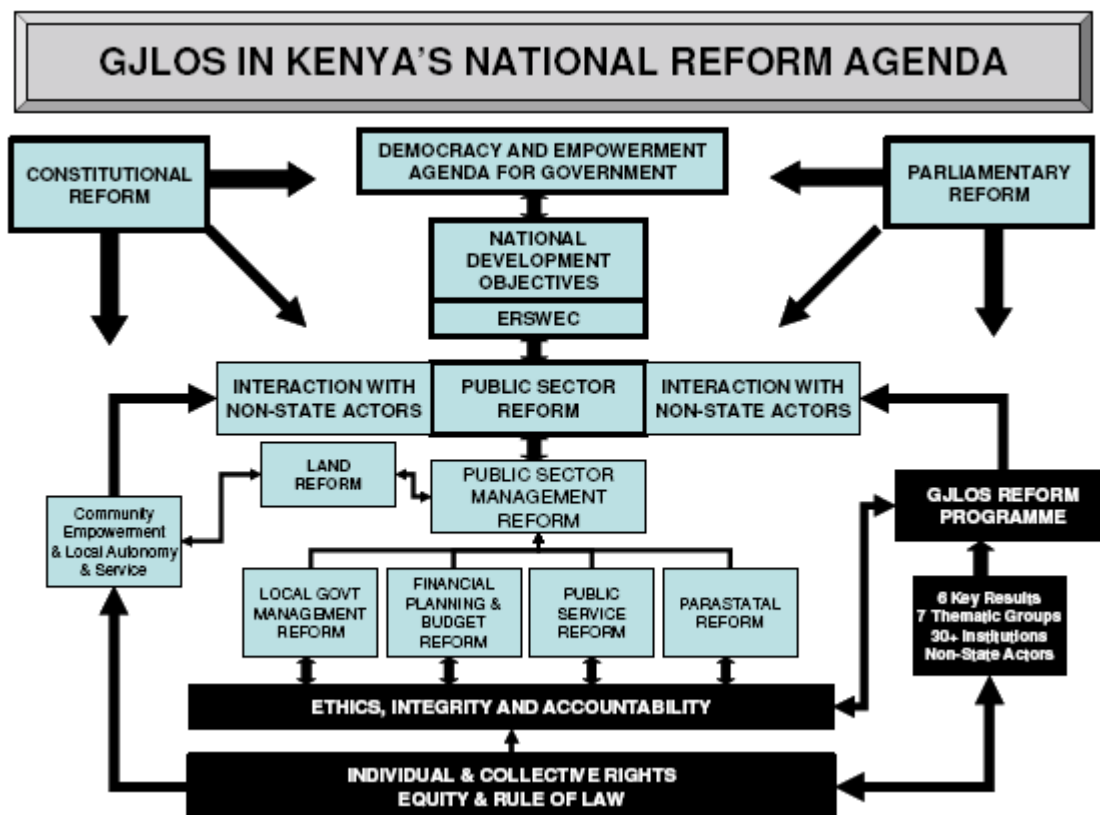 GJLOS IN KENYA'S NATIONAL REFORM AGENDA
CONSTITUTIONAL
REFORM
DEMOCRACY AND EMPOWERMENT
AGENDA FOR GOVERNMENT
PARLIAMENTARY
REFORM
NATIONAL
DEVELOPMENT
OBJECTIVES
ERSWEC
INTERACTION WITH
NON-STATE ACTORS
PUBLIC SECTOR
REFORM
INTERACTION WITH
NON-STATE ACTORS
LAND
REFORM
PUBLIC SECTOR
MANAGEMENT
REFORM
Community
Empowerment
& Local Autonomy
& Service
GJLOS REFORM
PROGRAMME
LOCAL GOVT
MANAGEMENT
REFORM
FINANCIAL
PLANNING &
BUDGET
REFORM
PUBLIC
SERVICE
REFORM
PARASTATAL
REFORM
6 Key Results
7 Thematic Groups
30+ Institutions
Non-State Actors
ETHICS, INTEGRITY AND ACCOUNTABILITY
INDIVIDUAL & COLLECTIVE RIGHTS
EQUITY & RULE OF LAW